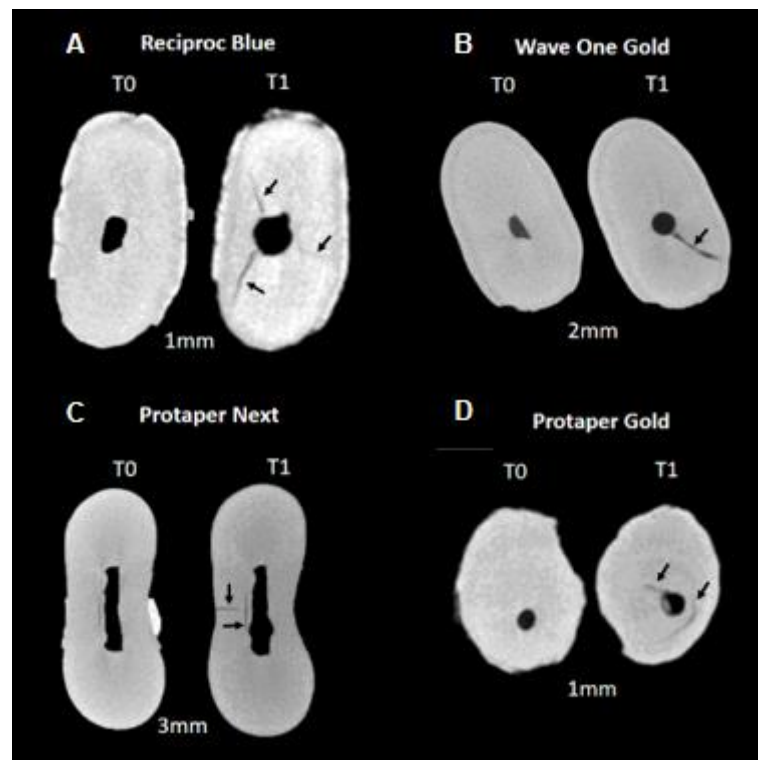 A Reciproc Blue
T0 T1
1mm
B Wave One Gold
T0 T1
2mm
C Protaper Next
T0 T1
3mm
D Protaper Gold
T0 T1
1mm